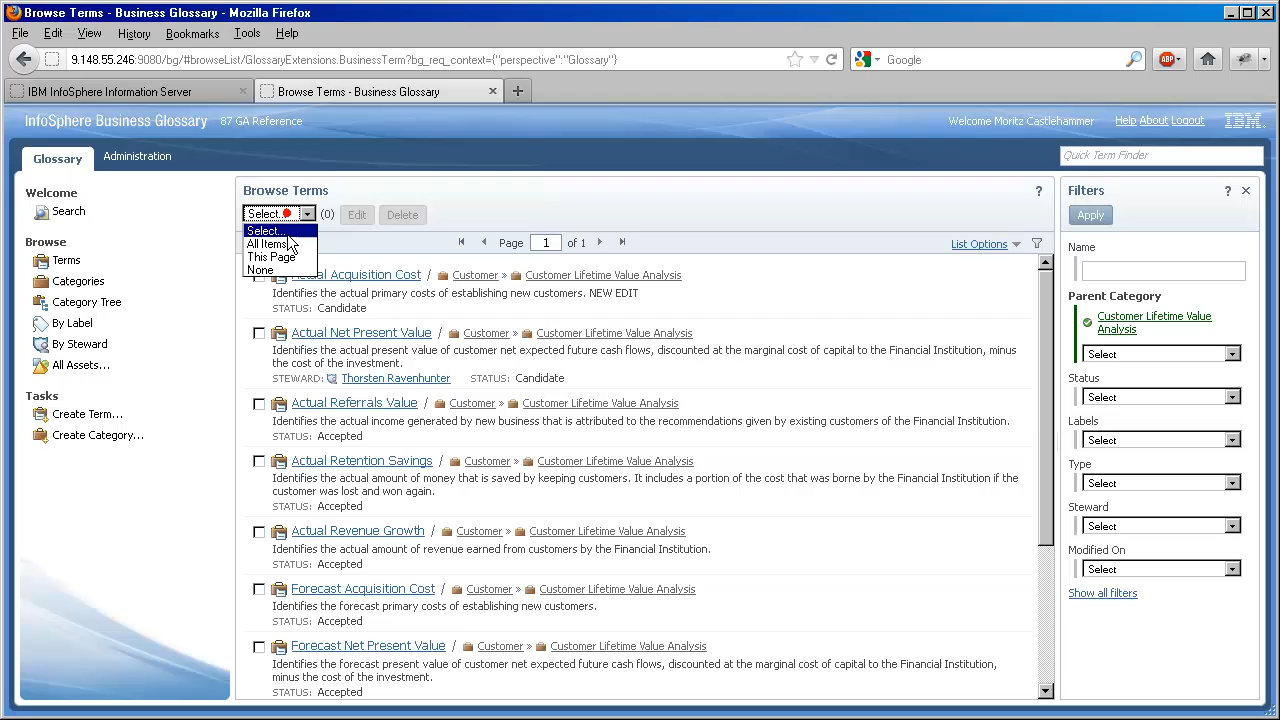 Browse Terms - Business Glossary - Mozilla Firefox
File Edit View History Bookmarks Tools Help
9.148.55.246:9080/bg/#browseList/GlossaryExtensions.BusinessTerm?bg_req_context={"perspective":"Glossary"}
Google
ABP
IBM InfoSphere Information Server
Browse Terms - Business Glossary
InfoSphere Business Glossary 87 GA Reference
Welcome Moritz Castlehammer Help About Logout IBM
Glossary Administration
Quick Term Finder
Welcome
Search
Browse
Terms
Categories
Category Tree
By Label
By Steward
All Assets...
Tasks
Create Term...
Create Category...
Browse Terms ?
Select... (0) Edit Delete
Select...
All Items
This Page
None
Page 1 of 1
List Options
Actual Acquisition Cost / Customer » Customer Lifetime Value Analysis
Identifies the actual primary costs of establishing new customers. NEW EDIT
STATUS: Candidate
Actual Net Present Value / Customer » Customer Lifetime Value Analysis
Identifies the actual present value of customer net expected future cash flows, discounted at the marginal cost of capital to the Financial Institution, minus
the cost of the investment.
STEWARD: Thorsten Ravenhunter STATUS: Candidate
Actual Referrals Value / Customer » Customer Lifetime Value Analysis
Identifies the actual income generated by new business that is attributed to the recommendations given by existing customers of the Financial Institution.
STATUS: Accepted
Actual Retention Savings / Customer » Customer Lifetime Value Analysis
Identifies the actual amount of money that is saved by keeping customers. It includes a portion of the cost that was borne by the Financial Institution if the
customer was lost and won again.
STATUS: Accepted
Actual Revenue Growth / Customer » Customer Lifetime Value Analysis
Identifies the actual amount of revenue earned from customers by the Financial Institution.
STATUS: Accepted
Forecast Acquisition Cost / Customer » Customer Lifetime Value Analysis
Identifies the forecast primary costs of establishing new customers.
STATUS: Accepted
Forecast Net Present Value / Customer » Customer Lifetime Value Analysis
Identifies the forecast present value of customer net expected future cash flows, discounted at the marginal cost of capital to the Financial Institution,
minus the cost of the investment.
STATUS: Accepted
Filters ?
Apply
Name
Parent Category
Customer Lifetime Value
Analysis
Select
Status
Select
Labels
Select
Type
Select
Steward
Select
Modified On
Select
Show all filters